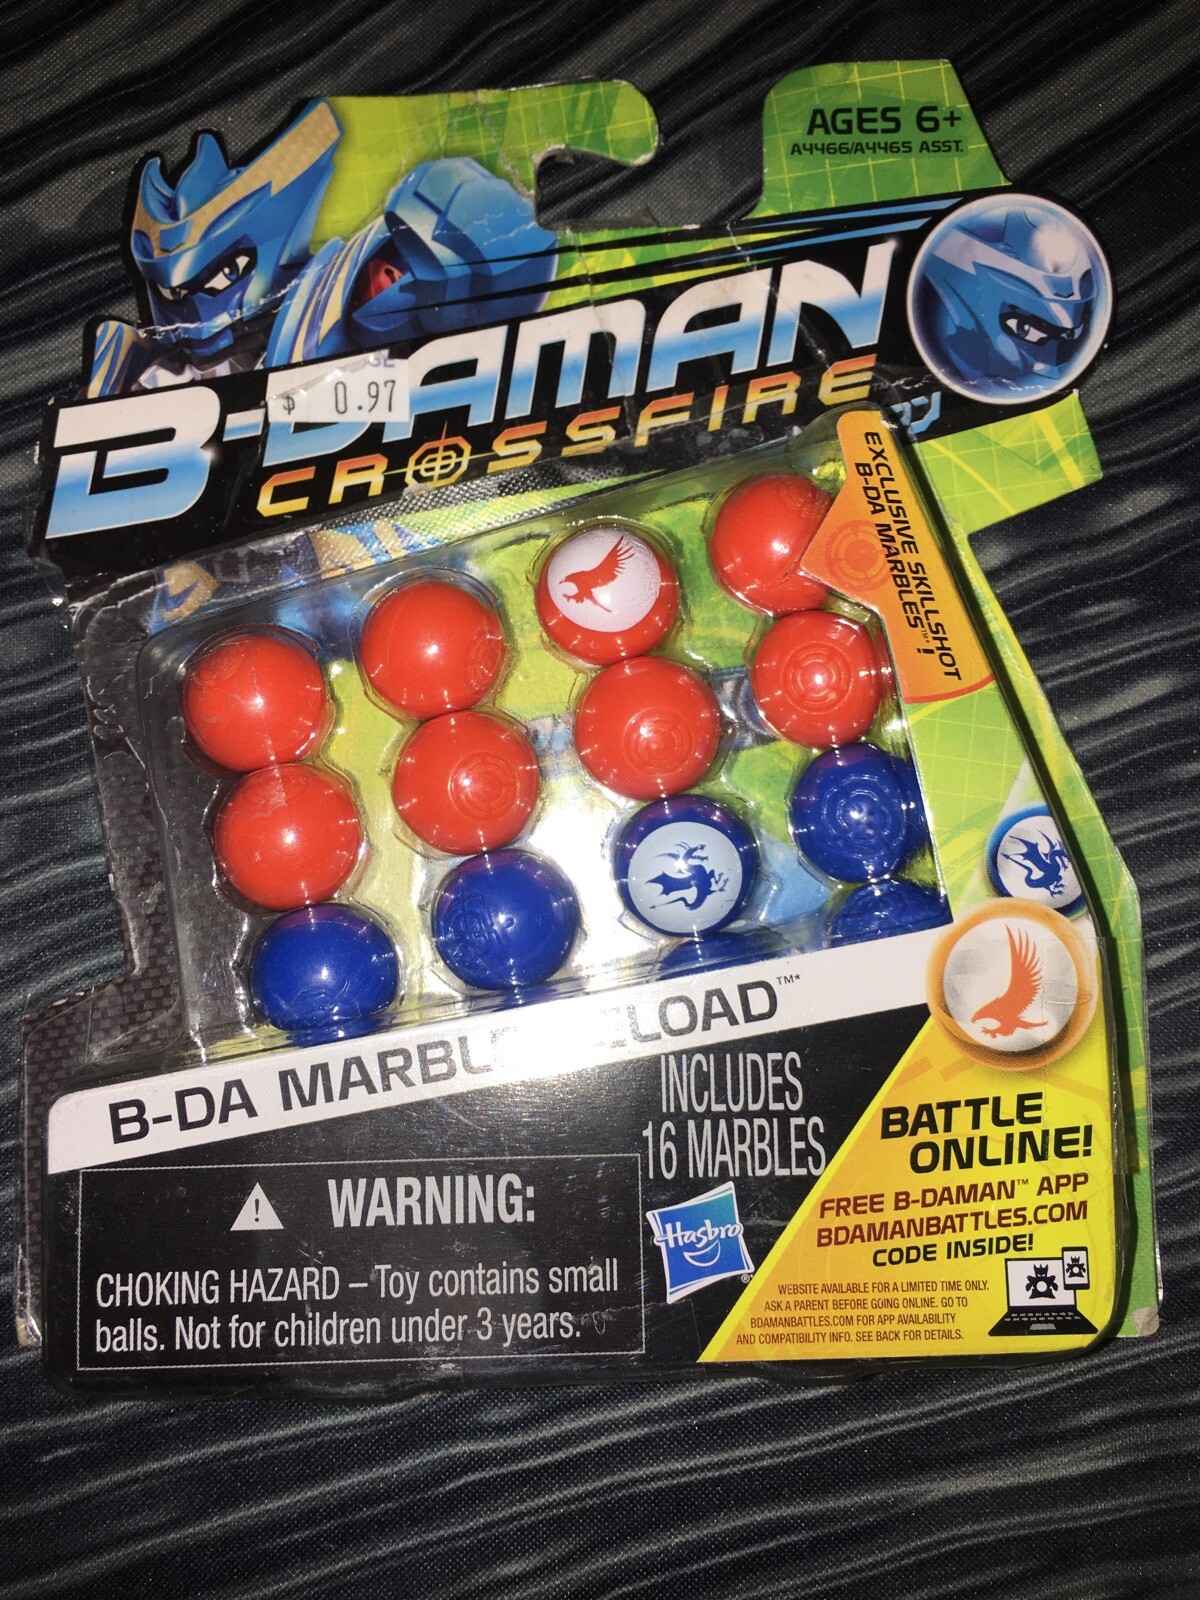 AGES 6+
A4466/A4465 ASST.
B-DAMAN
$ 0.97
CROSSFIRE
EXCLUSIVE SKILLSHOT
B-DA MARBLES™*!
B-DA MARBL ELOAD™*
INCLUDES
16 MARBLES
WARNING:
CHOKING HAZARD – Toy contains small
balls. Not for children under 3 years.
Hasbro
®
BATTLE
ONLINE!
FREE B-DAMAN™ APP
BDAMANBATTLES.COM
CODE INSIDE!
WEBSITE AVAILABLE FOR A LIMITED TIME ONLY.
ASK A PARENT BEFORE GOING ONLINE. GO TO
BDAMANBATTLES.COM FOR APP AVAILABILITY
AND COMPATIBILITY INFO. SEE BACK FOR DETAILS.